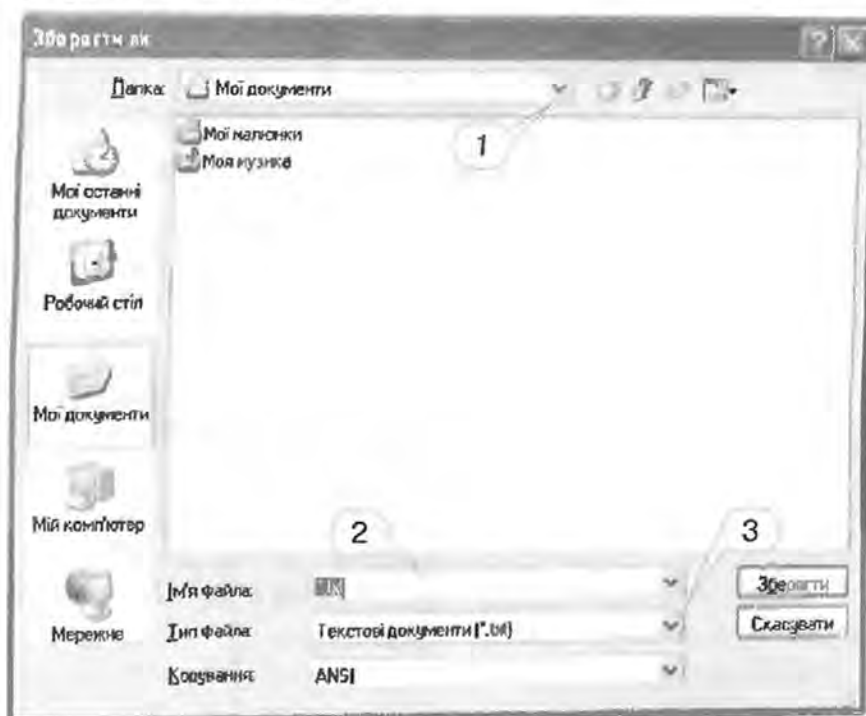 Зберегти як
Папка: Мої документи
1
Мої малюнки
Моя музика
Мої останні документи
Робочий стіл
Мої документи
Мій комп'ютер
Мережне
2
3
Ім'я файла:
Зберегти
Тип файла: Текстові документи (*.txt)
Скасувати
Кодування: ANSI